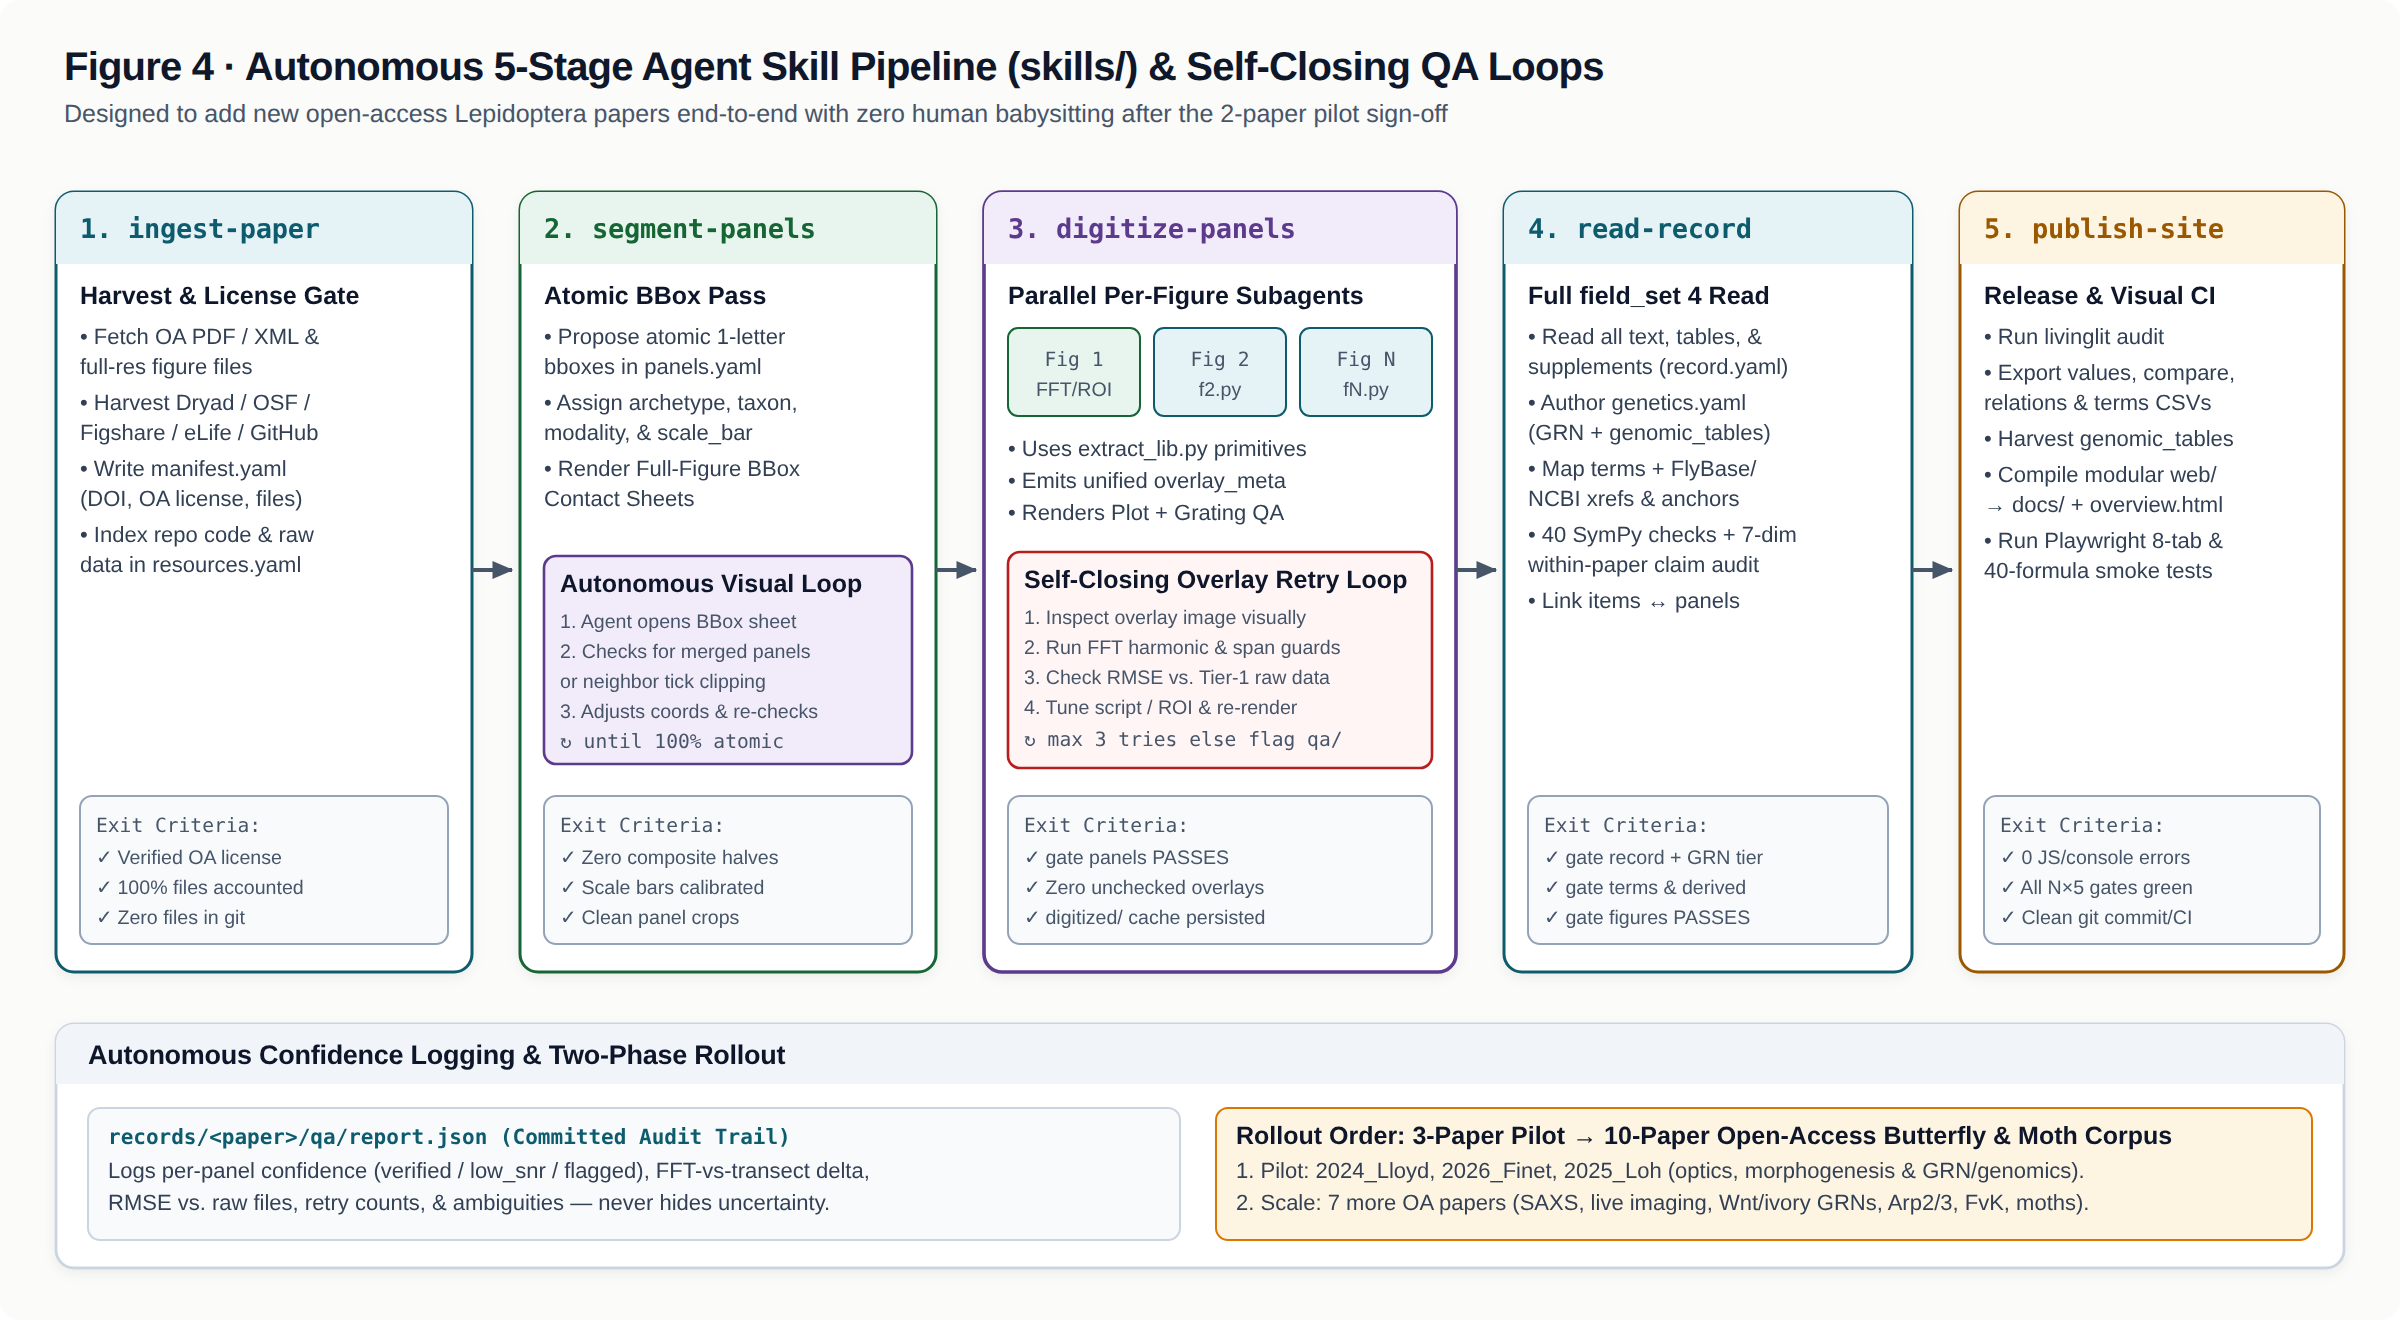 Figure 4 · Autonomous 5-Stage Agent Skill Pipeline (skills/) & Self-Closing QA Loops
Designed to add new open-access Lepidoptera papers end-to-end with zero human babysitting after the 2-paper pilot sign-off
1. ingest-paper
Harvest & License Gate
• Fetch OA PDF / XML &
full-res figure files
• Harvest Dryad / OSF /
Figshare / eLife / GitHub
• Write manifest.yaml
(DOI, OA license, files)
• Index repo code & raw
data in resources.yaml
Exit Criteria:
✓ Verified OA license
✓ 100% files accounted
✓ Zero files in git
2. segment-panels
Atomic BBox Pass
• Propose atomic 1-letter
bboxes in panels.yaml
• Assign archetype, taxon,
modality, & scale_bar
• Render Full-Figure BBox
Contact Sheets
Autonomous Visual Loop
1. Agent opens BBox sheet
2. Checks for merged panels
or neighbor tick clipping
3. Adjusts coords & re-checks
↻ until 100% atomic
Exit Criteria:
✓ Zero composite halves
✓ Scale bars calibrated
✓ Clean panel crops
3. digitize-panels
Parallel Per-Figure Subagents
Fig 1
FFT/ROI
Fig 2
f2.py
Fig N
fN.py
• Uses extract_lib.py primitives
• Emits unified overlay_meta
• Renders Plot + Grating QA
Self-Closing Overlay Retry Loop
1. Inspect overlay image visually
2. Run FFT harmonic & span guards
3. Check RMSE vs. Tier-1 raw data
4. Tune script / ROI & re-render
↻ max 3 tries else flag qa/
Exit Criteria:
✓ gate panels PASSES
✓ Zero unchecked overlays
✓ digitized/ cache persisted
4. read-record
Full field_set 4 Read
• Read all text, tables, &
supplements (record.yaml)
• Author genetics.yaml
(GRN + genomic_tables)
• Map terms + FlyBase/
NCBI xrefs & anchors
• 40 SymPy checks + 7-dim
within-paper claim audit
• Link items ↔ panels
Exit Criteria:
✓ gate record + GRN tier
✓ gate terms & derived
✓ gate figures PASSES
5. publish-site
Release & Visual CI
• Run livinglit audit
• Export values, compare,
relations & terms CSVs
• Harvest genomic_tables
• Compile modular web/
→ docs/ + overview.html
• Run Playwright 8-tab &
40-formula smoke tests
Exit Criteria:
✓ 0 JS/console errors
✓ All N×5 gates green
✓ Clean git commit/CI
Autonomous Confidence Logging & Two-Phase Rollout
records/<paper>/qa/report.json (Committed Audit Trail)
Logs per-panel confidence (verified / low_snr / flagged), FFT-vs-transect delta,
RMSE vs. raw files, retry counts, & ambiguities — never hides uncertainty.
Rollout Order: 3-Paper Pilot → 10-Paper Open-Access Butterfly & Moth Corpus
1. Pilot: 2024_Lloyd, 2026_Finet, 2025_Loh (optics, morphogenesis & GRN/genomics).
2. Scale: 7 more OA papers (SAXS, live imaging, Wnt/ivory GRNs, Arp2/3, FvK, moths).